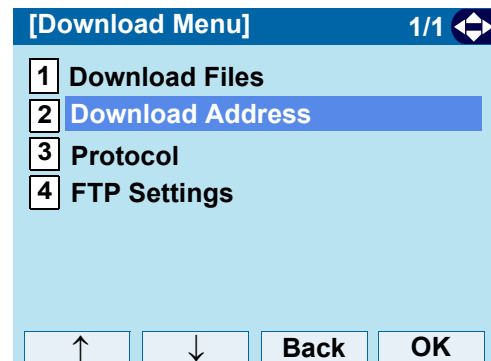 [Download Menu] 1/1
1 Download Files
2 Download Address
3 Protocol
4 FTP Settings
↑ ↓ Back OK